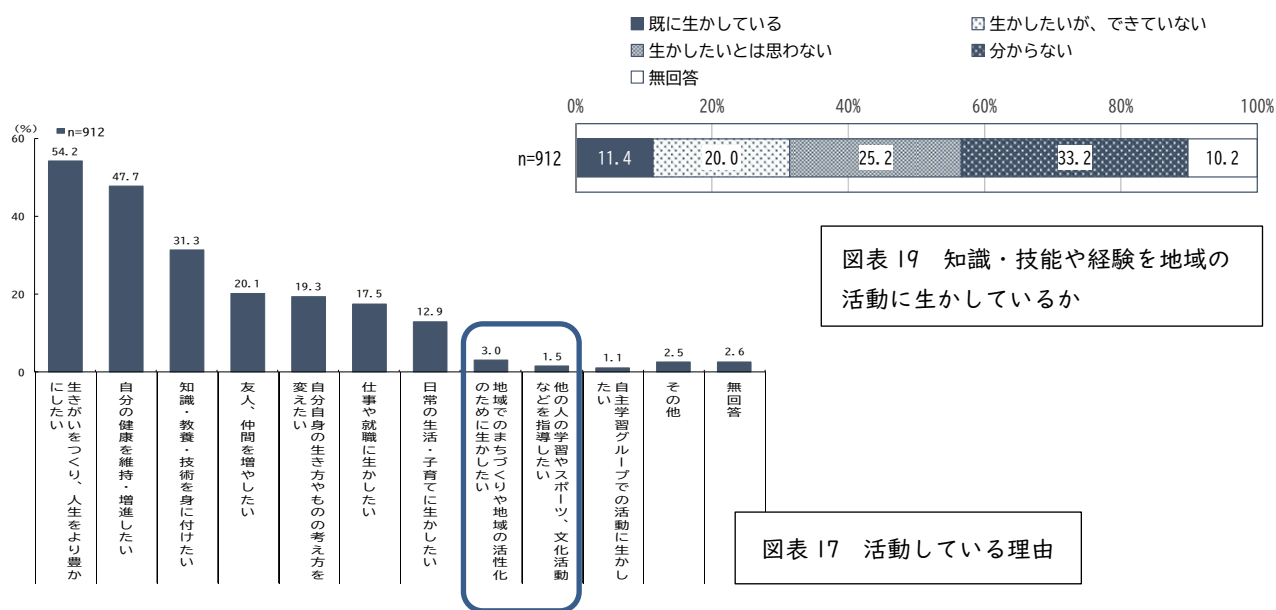 既に生かしている
生かしたいが、できていない
生かしたいとは思わない
分からない
無回答
0%
20%
40%
60%
80%
100%
n=912
11.4
20.0
25.2
33.2
10.2
図表 19 知識・技能や経験を地域の
活動に生かしているか
(%)
n=912
60
40
20
0
54.2
47.7
31.3
20.1
19.3
17.5
12.9
3.0
1.5
1.1
2.5
2.6
生きがいをつくり、人生をより豊か
にしたい
自分の健康を維持・増進したい
知識・教養・技術を身に付けたい
友人、仲間を増やしたい
自分自身の生き方やものの考え方を
変えたい
仕事や就職に生かしたい
日常の生活・子育てに生かしたい
地域でのまちづくりや地域の活性化
のために生かしたい
他の人の学習やスポーツ、文化活動
などを指導したい
自主学習グループでの活動に生かし
たい
その他
無回答
図表 17 活動している理由